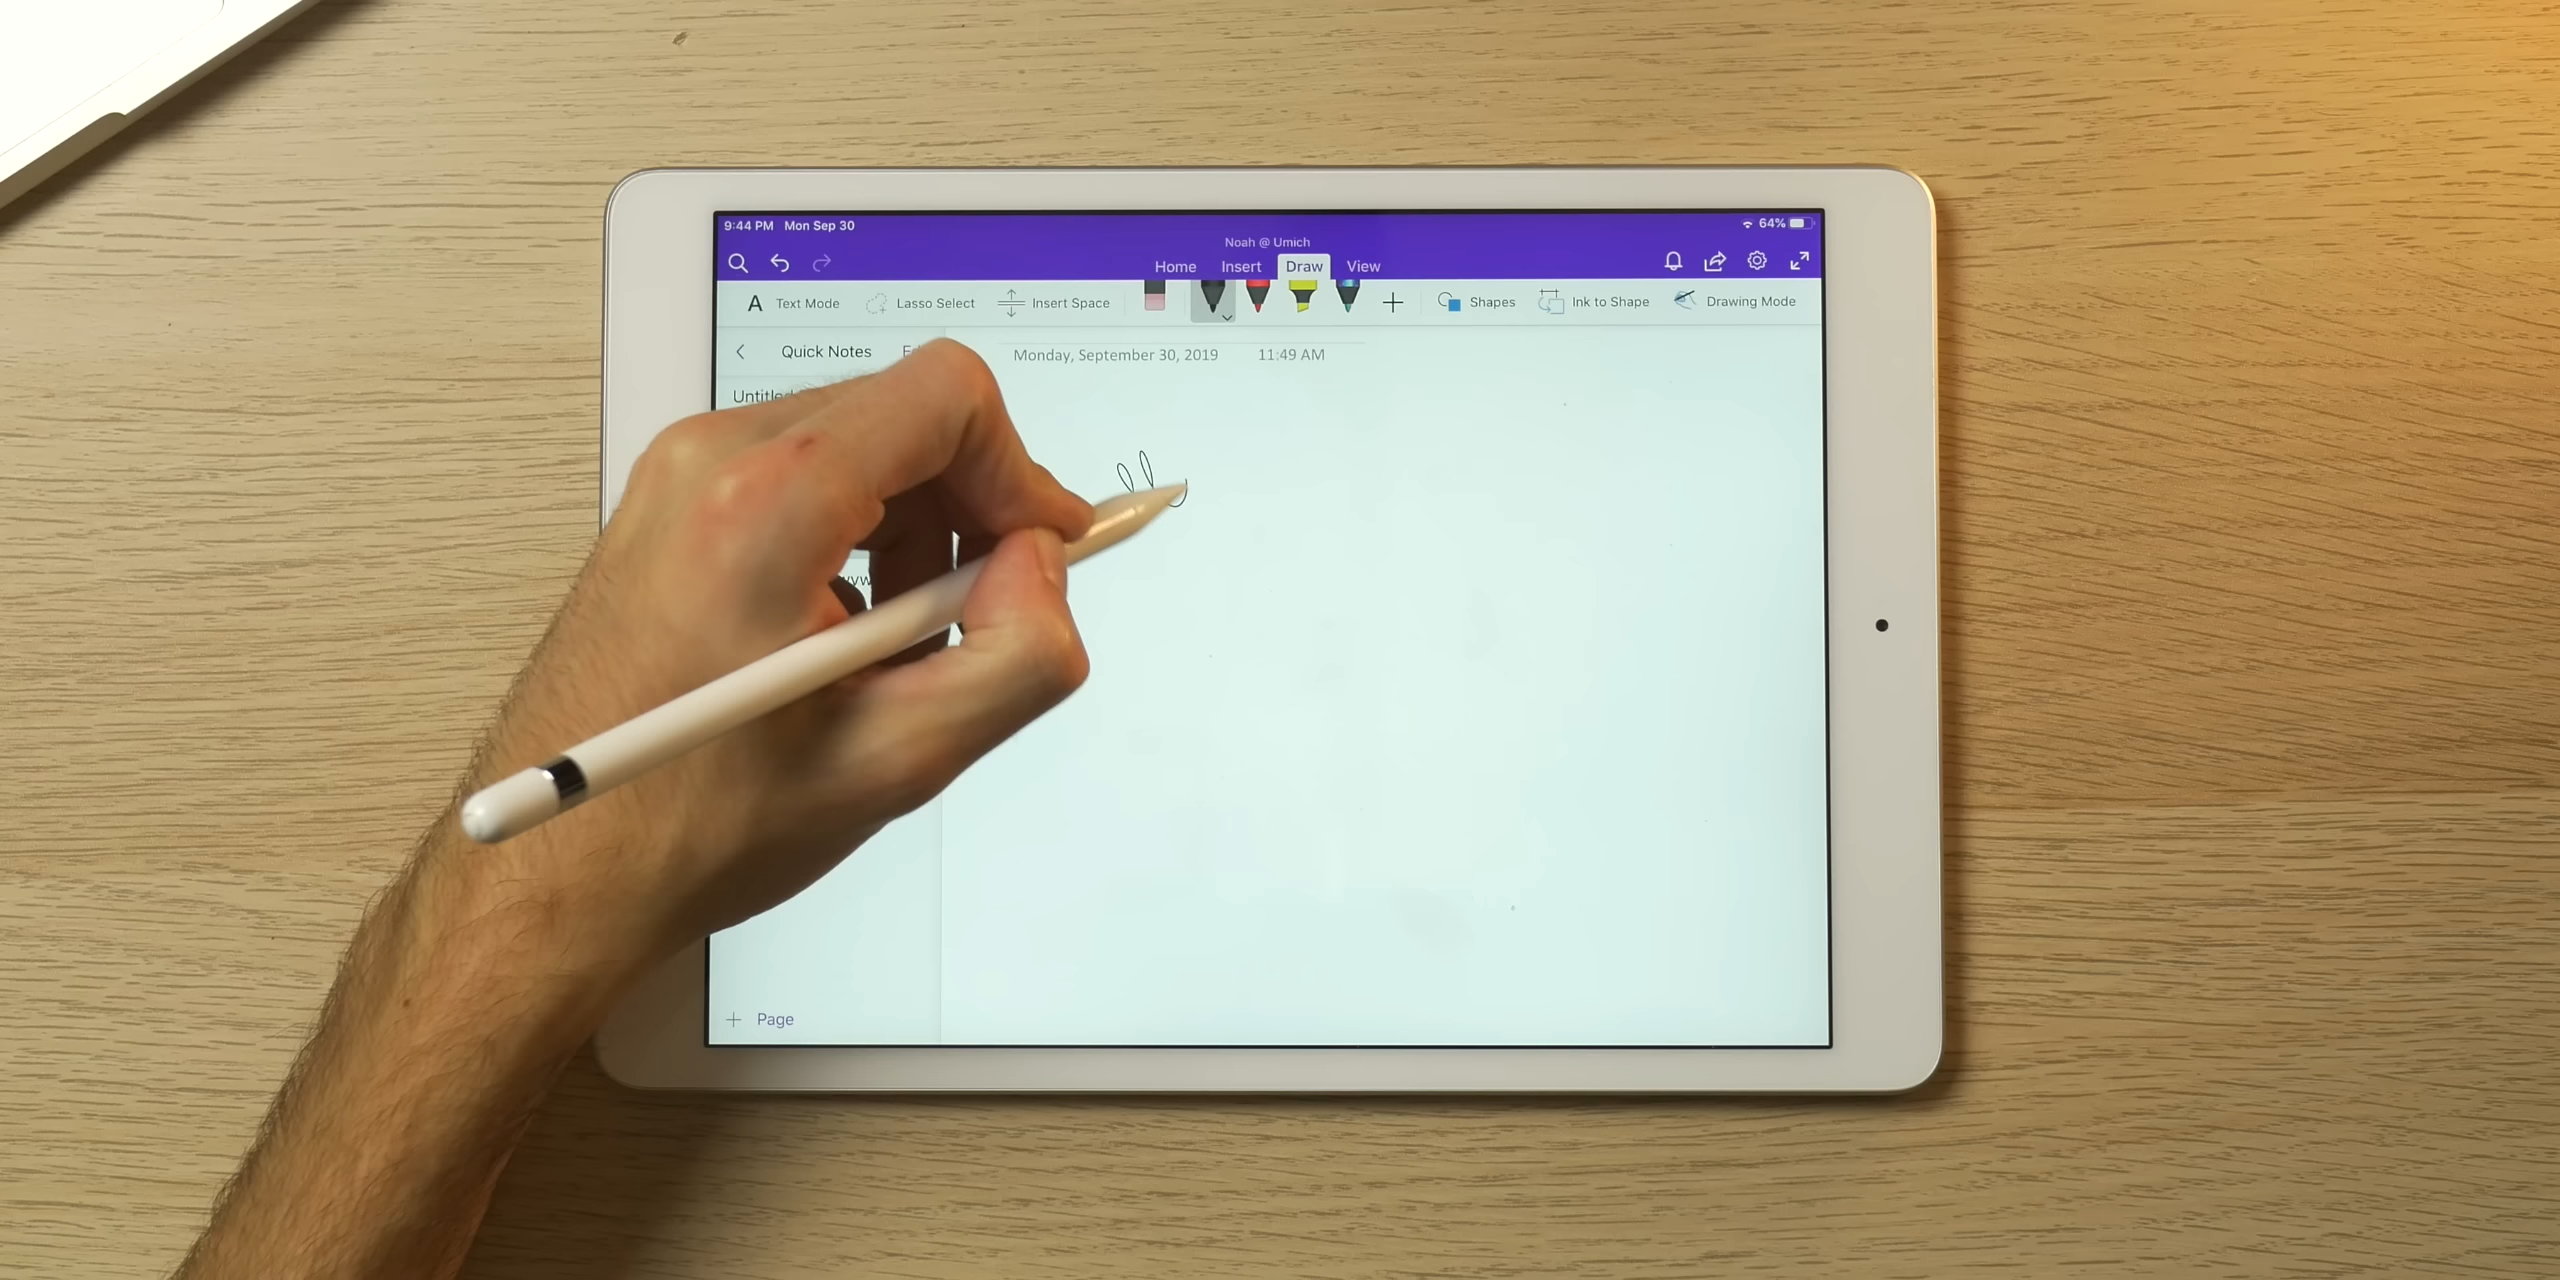 9:44 PM Mon Sep 30 64%
Noah @ Umich
Home Insert Draw View
A Text Mode Lasso Select Insert Space Shapes Ink to Shape Drawing Mode
Quick Notes
Monday, September 30, 2019 11:49 AM
Page